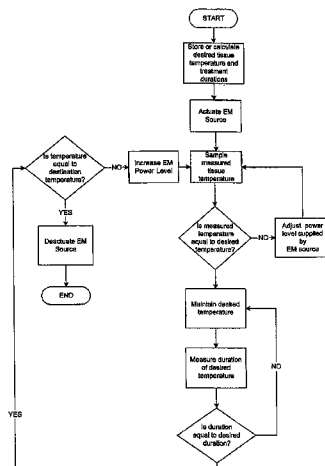 START
Store or calculate
desired tissue
temperature and
treatment
durations
Actuate EM
Source
Is temperature
equal to
destination
temperature?
NO
Increase EM
Power Level
Sample
measured tissue
temperature
YES
Deactuate EM
Source
END
Is measured
temperature
equal to desired
temperature?
NO
Adjust power
level supplied
by
EM source
Maintain desired
temperature
Measure duration
of desired
temperature
NO
YES
Is duration
equal to desired
duration?